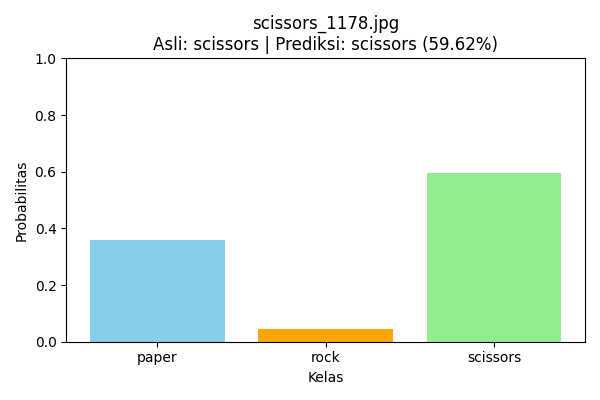 scissors_1178.jpg
Asli: scissors | Prediksi: scissors (59.62%)
Probabilitas
1.0
0.8
0.6
0.4
0.2
0.0
paper
rock
scissors
Kelas